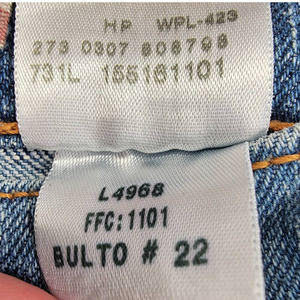 HP WPL-423
273 0307 808798
731L 155161101
L4968
FFC:1101
BULTO # 22